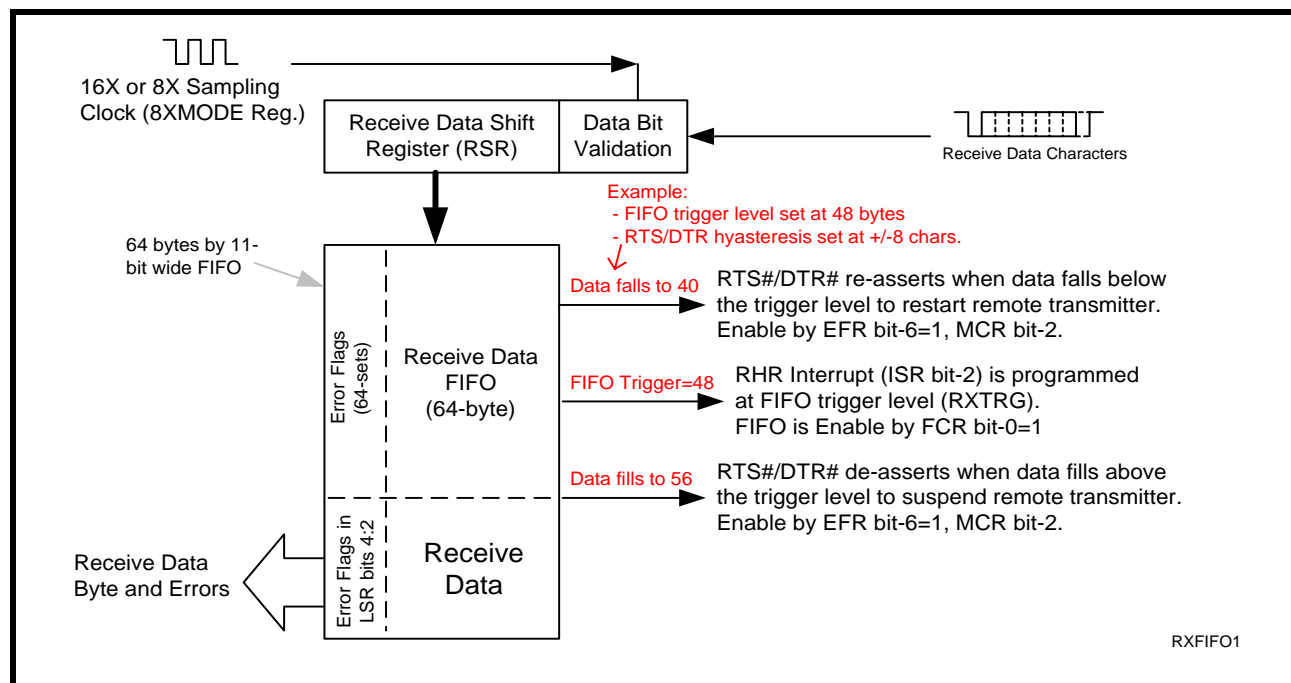 16X or 8X Sampling
Clock (8XMODE Reg.)
Receive Data Shift
Register (RSR)
Data Bit
Validation
Receive Data Characters
Example:
- FIFO trigger level set at 48 bytes
- RTS/DTR hyasteresis set at +/-8 chars.
64 bytes by 11-
bit wide FIFO
Data falls to 40
RTS#/DTR# re-asserts when data falls below
the trigger level to restart remote transmitter.
Enable by EFR bit-6=1, MCR bit-2.
Error Flags
(64-sets)
Receive Data
FIFO
(64-byte)
FIFO Trigger=48
RHR Interrupt (ISR bit-2) is programmed
at FIFO trigger level (RXTRG).
FIFO is Enable by FCR bit-0=1
Data fills to 56
RTS#/DTR# de-asserts when data fills above
the trigger level to suspend remote transmitter.
Enable by EFR bit-6=1, MCR bit-2.
Receive Data
Byte and Errors
Error Flags in
LSR bits 4:2
Receive
Data
RXFIFO1